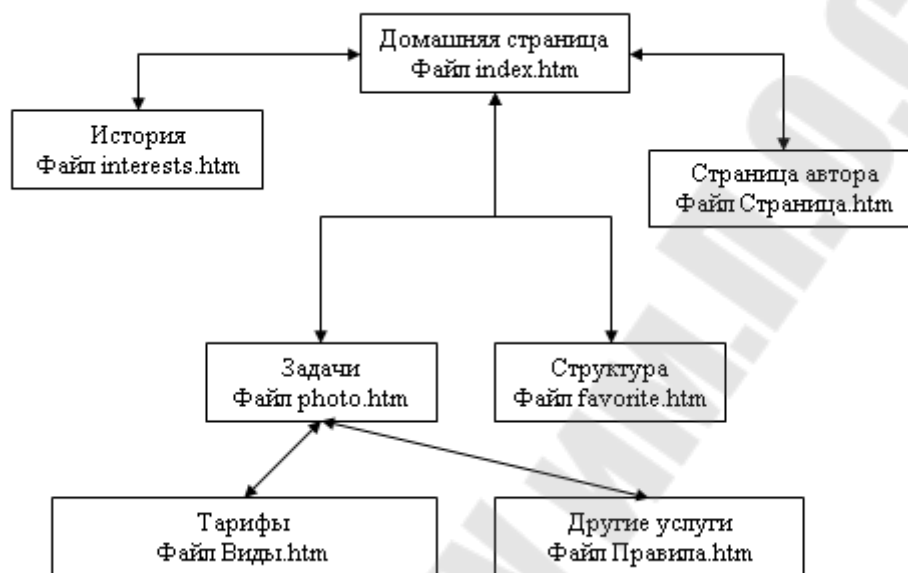 Домашняя страница
Файл index.htm
История
Файл interests.htm
Страница автора
Файл Страница.htm
Задачи
Файл photo.htm
Структура
Файл favorite.htm
Тарифы
Файл Виды.htm
Другие услуги
Файл Правила.htm